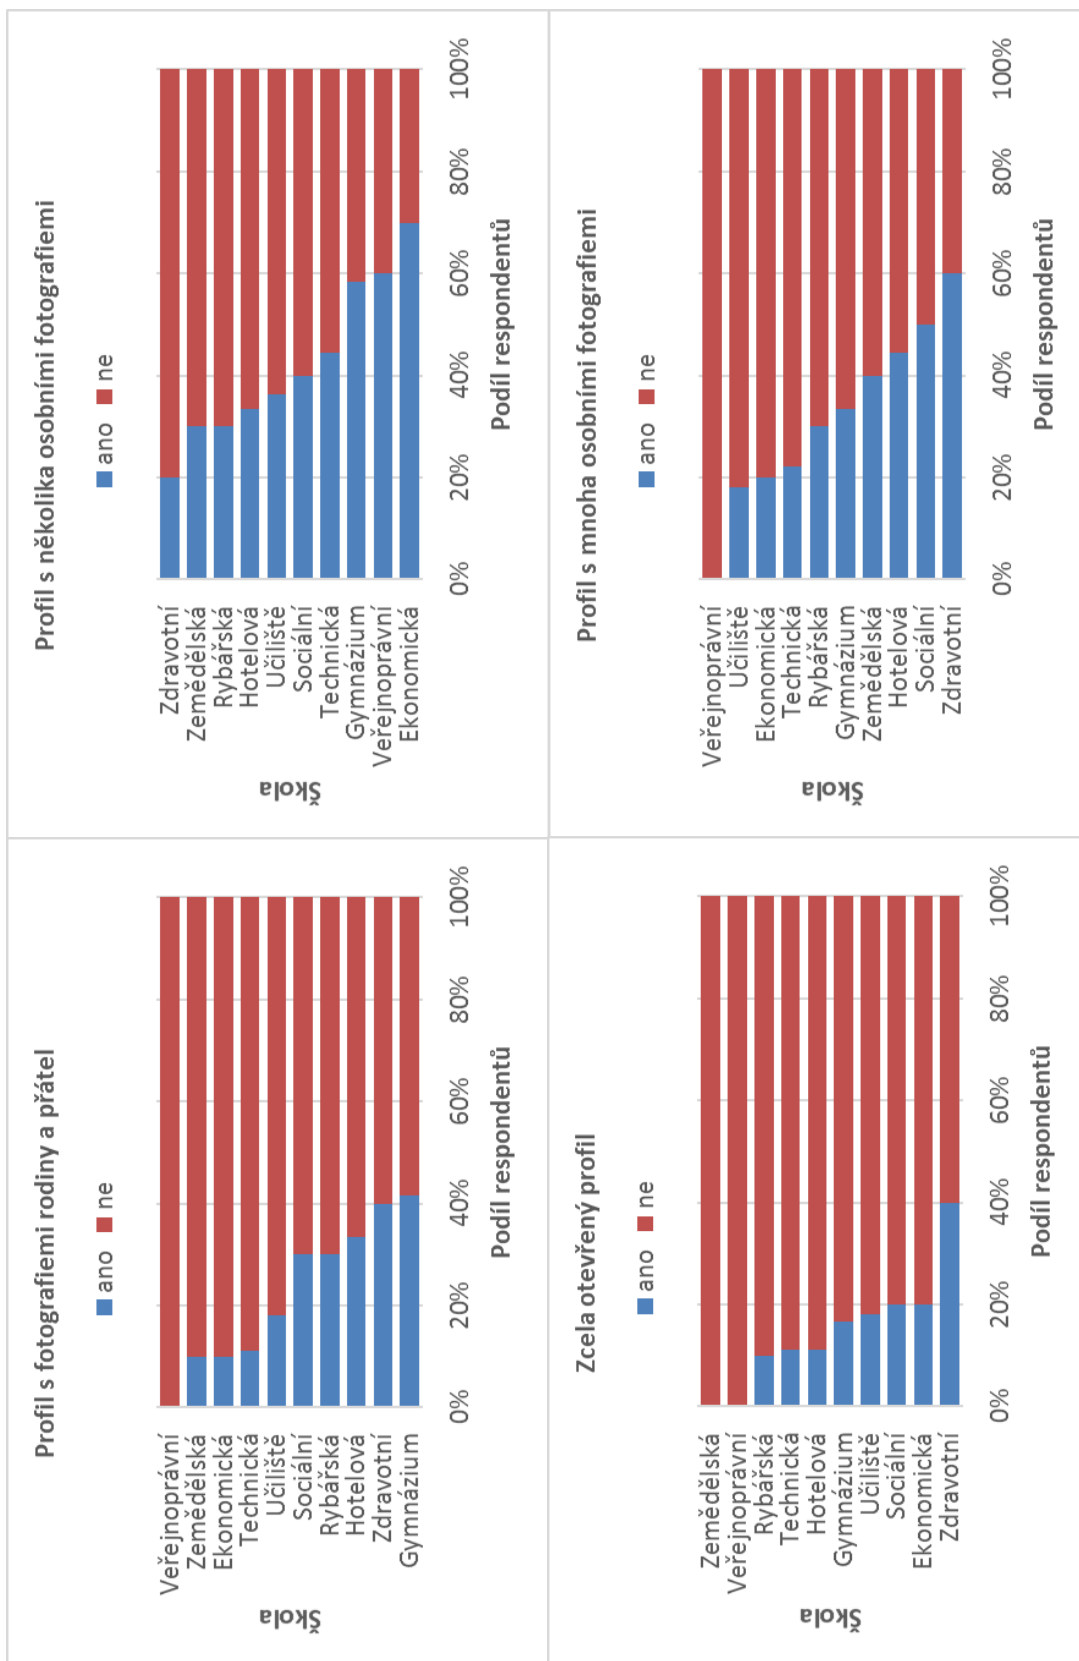 Profil s fotografiemi rodiny a přátel
ano ne
Škola
Veřejnoprávní
Zemědělská
Ekonomická
Technická
Učiliště
Sociální
Rybářská
Hotelová
Zdravotní
Gymnázium
0% 20% 40% 60% 80% 100%
Podíl respondentů
Profil s několika osobními fotografiemi
ano ne
Škola
Zdravotní
Zemědělská
Rybářská
Hotelová
Učiliště
Sociální
Technická
Gymnázium
Veřejnoprávní
Ekonomická
0% 20% 40% 60% 80% 100%
Podíl respondentů
Zcela otevřený profil
ano ne
Škola
Zemědělská
Veřejnoprávní
Rybářská
Technická
Hotelová
Gymnázium
Učiliště
Sociální
Ekonomická
Zdravotní
0% 20% 40% 60% 80% 100%
Podíl respondentů
Profil s mnoha osobními fotografiemi
ano ne
Škola
Veřejnoprávní
Učiliště
Ekonomická
Technická
Rybářská
Gymnázium
Zemědělská
Hotelová
Sociální
Zdravotní
0% 20% 40% 60% 80% 100%
Podíl respondentů